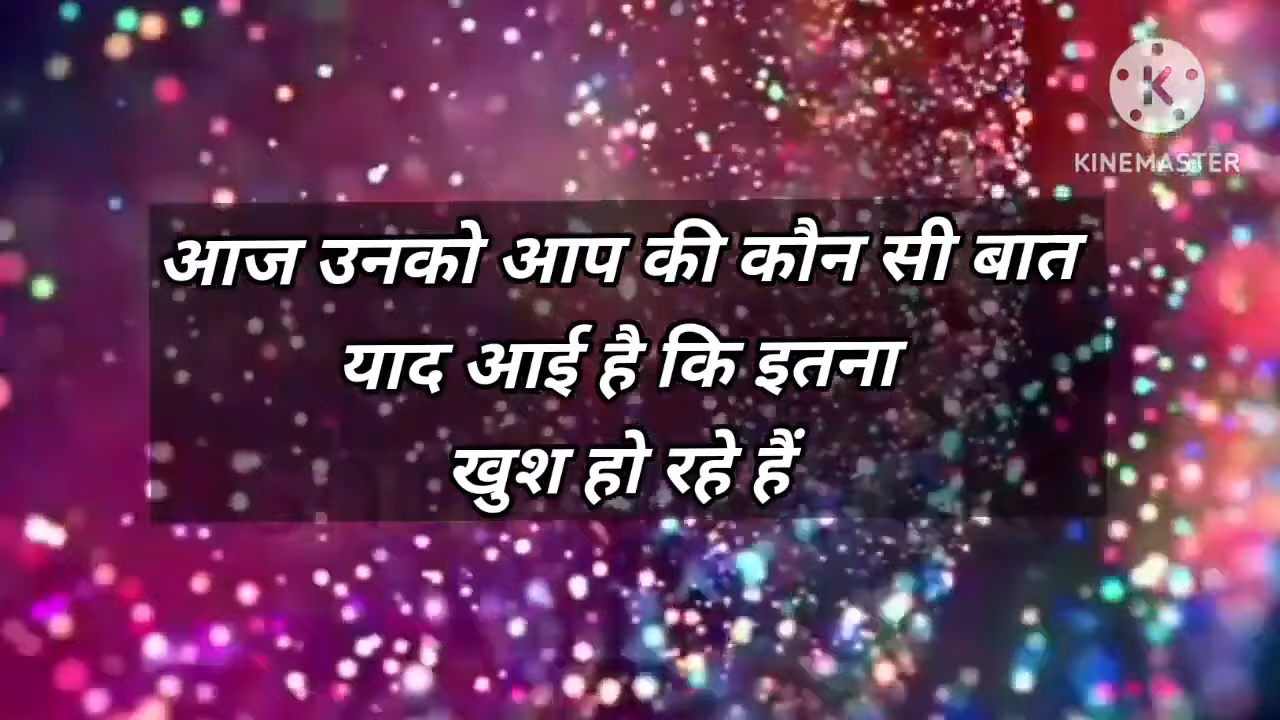 KINEMASTER
आज उनको आप की कौन सी बात
याद आई है कि इतना
खुश हो रहे हैं